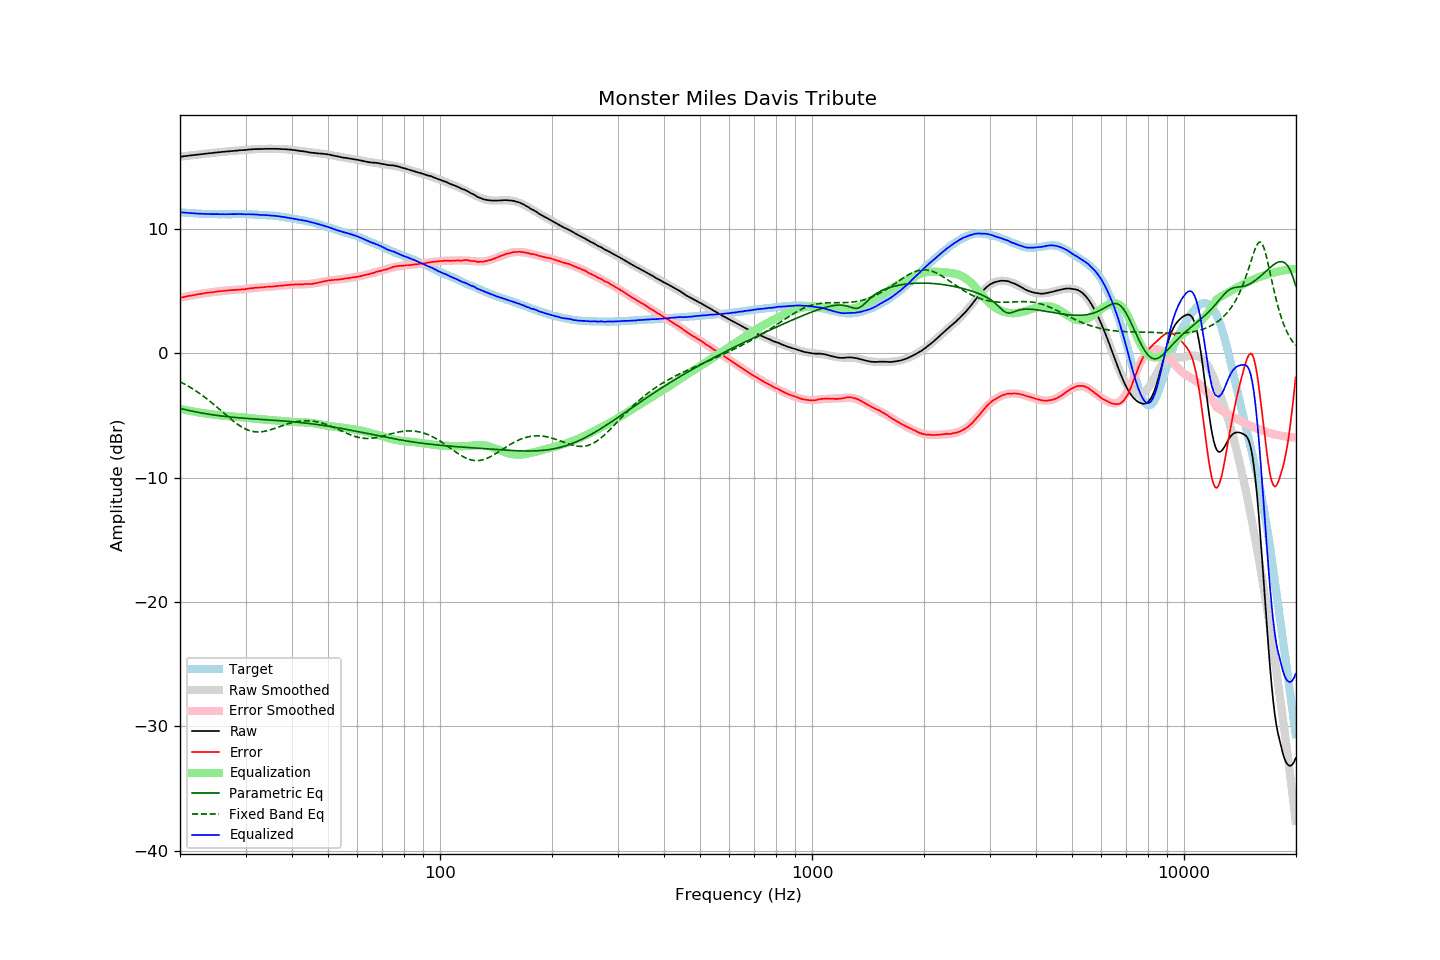 Monster Miles Davis Tribute
Amplitude (dBr)
10
0
−10
−20
−30
−40
Target
Raw Smoothed
Error Smoothed
Raw
Error
Equalization
Parametric Eq
Fixed Band Eq
Equalized
100
1000
10000
Frequency (Hz)